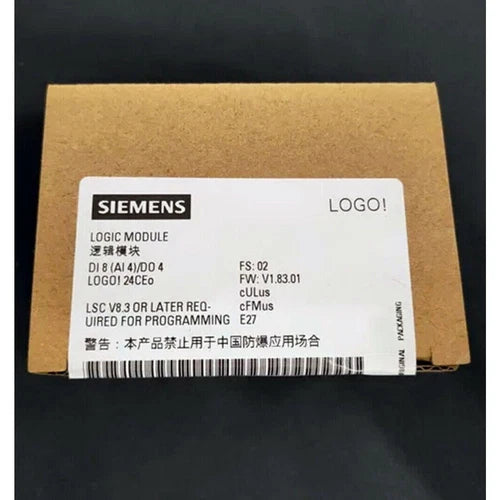 SIEMENS
LOGO!
LOGIC MODULE
逻辑模块
DI 8 (AI 4)/DO 4
LOGO! 24CEo
FS: 02
FW: V1.83.01
cULus
LSC V8.3 OR LATER REQ-
UIRED FOR PROGRAMMING
cFMus
E27
警告：本产品禁止用于中国防爆应用场合
ORIGINAL PACKAGING